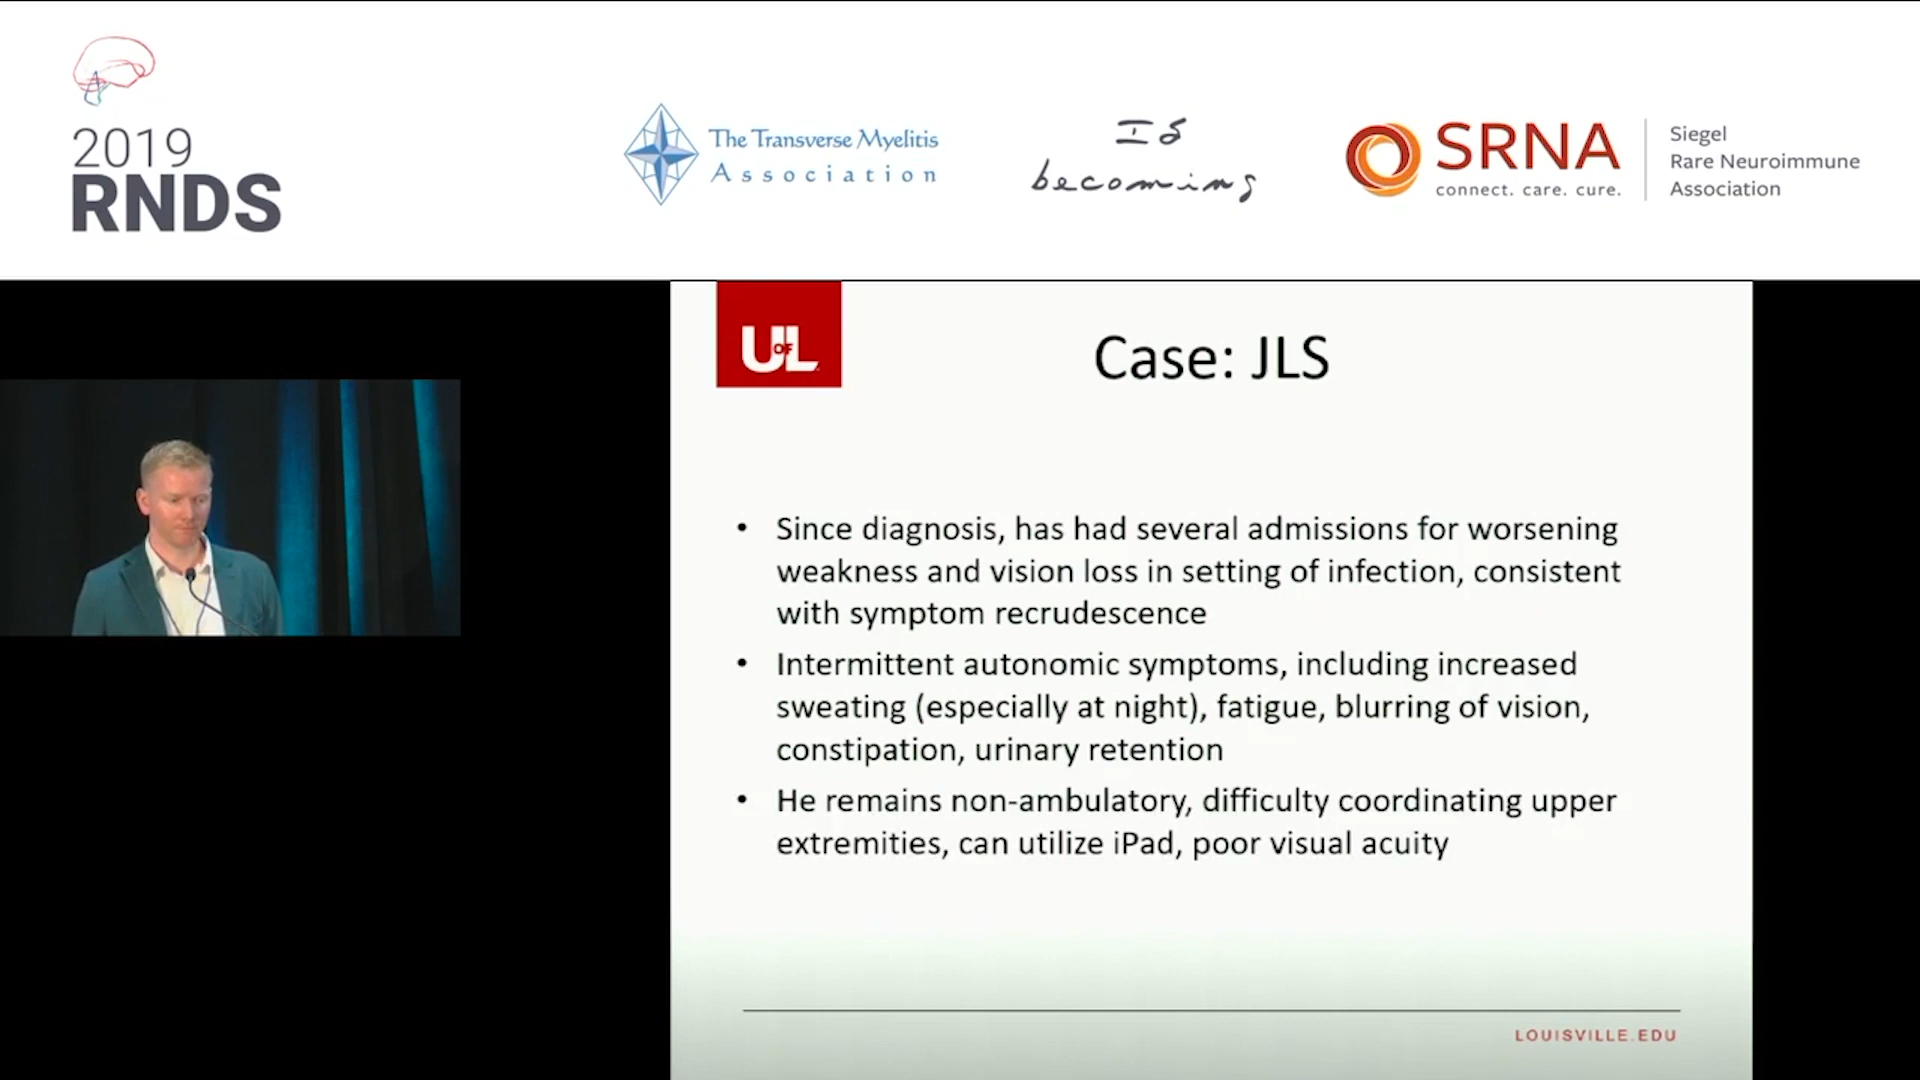 2019
RNDS
The Transverse Myelitis
Association
IS
becoming
SRNA
connect. care. cure.
Siegel
Rare Neuroimmune
Association
UOFL
Case: JLS
• Since diagnosis, has had several admissions for worsening
weakness and vision loss in setting of infection, consistent
with symptom recrudescence
• Intermittent autonomic symptoms, including increased
sweating (especially at night), fatigue, blurring of vision,
constipation, urinary retention
• He remains non-ambulatory, difficulty coordinating upper
extremities, can utilize iPad, poor visual acuity
LOUISVILLE.EDU